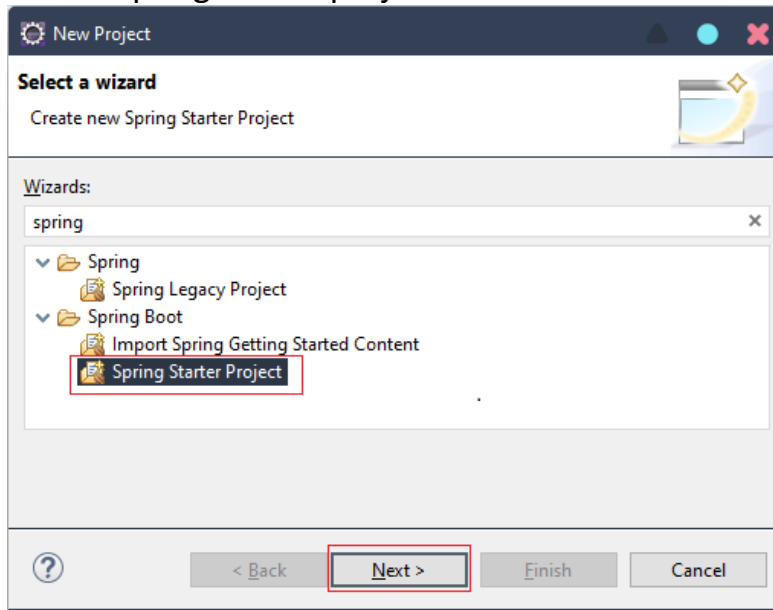 New Project
Select a wizard
Create new Spring Starter Project
Wizards:
spring
Spring
Spring Legacy Project
Spring Boot
Import Spring Getting Started Content
Spring Starter Project
< Back Next > Finish Cancel